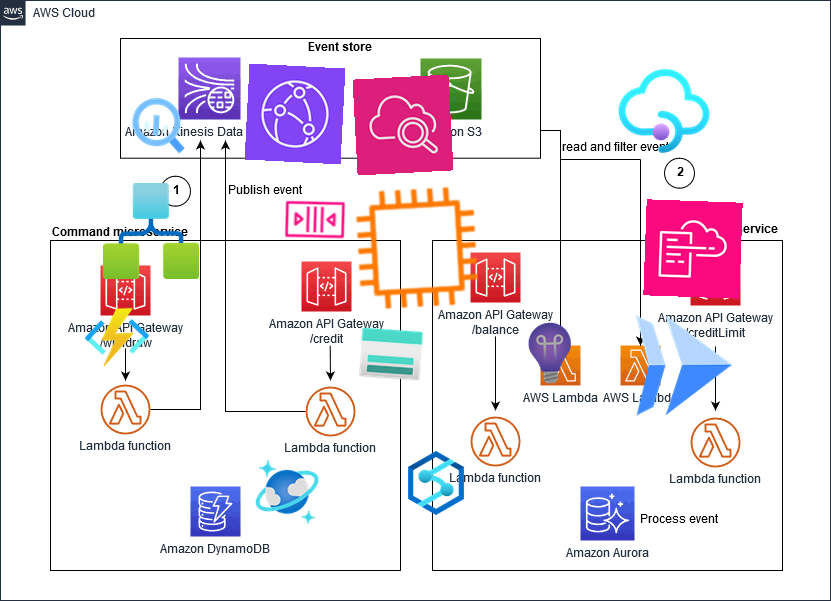 aws
AWS Cloud
Event store
Amazon Kinesis Data
n S3
read and filter event
1
2
Publish event
Command microservice
ervice
Amazon API Gateway
/withdraw
Amazon API Gateway
/credit
Amazon API Gateway
/balance
Amazon API Gateway
/creditLimit
AWS Lambda
AWS Lambda
Lambda function
Lambda function
Lambda function
Lambda function
Process event
Amazon DynamoDB
Amazon Aurora